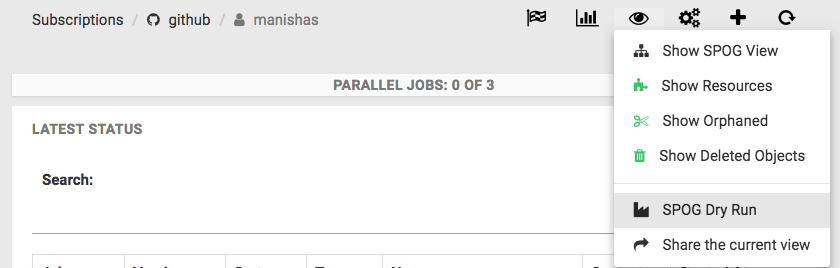 Subscriptions / github / manishas
Show SPOG View
Show Resources
PARALLEL JOBS: 0 OF 3
Show Orphaned
LATEST STATUS
Show Deleted Objects
Search:
SPOG Dry Run
Share the current view